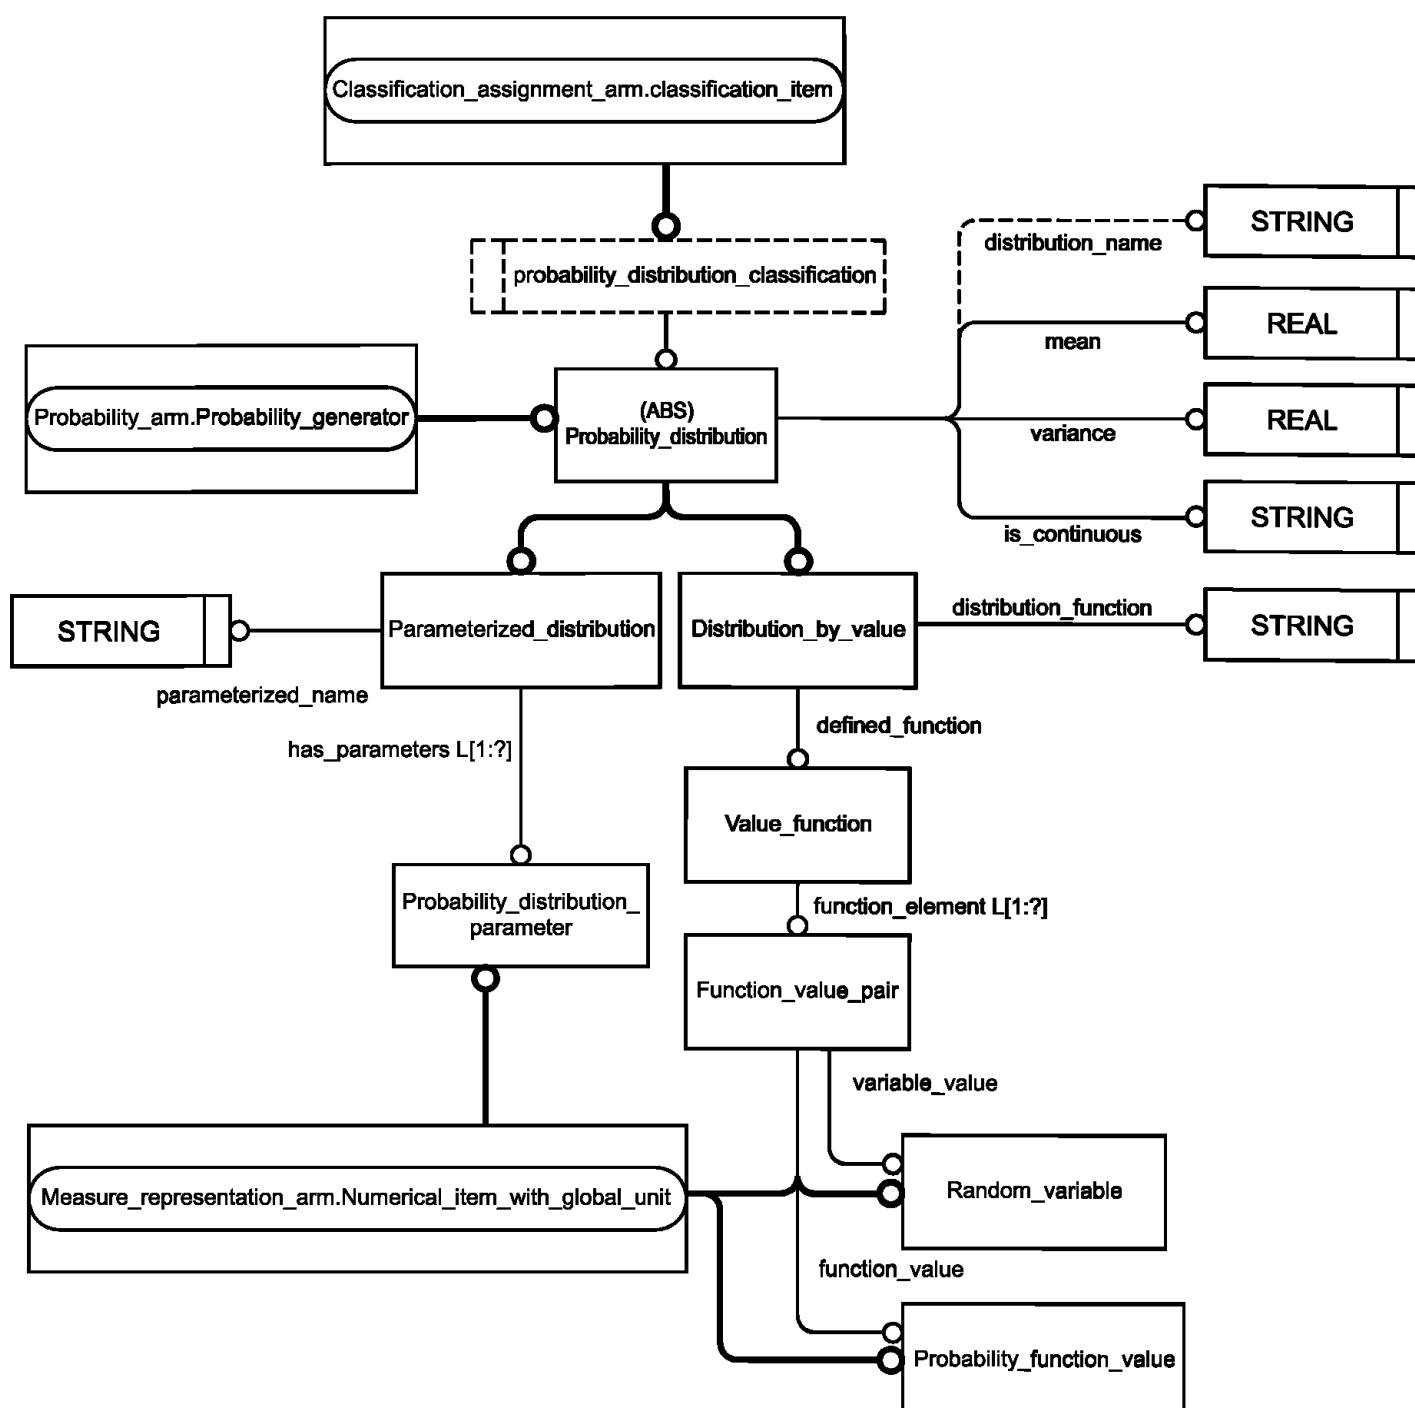 Classification_assignment_arm.classification_item
probability_distribution_classification
distribution_name
STRING
mean
REAL
Probability_arm.Probability_generator
(ABS)
Probability_distribution
variance
REAL
is_continuous
STRING
STRING
parameterized_name
Parameterized_distribution
Distribution_by_value
distribution_function
STRING
has_parameters L[1:?]
defined_function
Value_function
Probability_distribution_
parameter
function_element L[1:?]
Function_value_pair
variable_value
Measure_representation_arm.Numerical_item_with_global_unit
Random_variable
function_value
Probability_function_value